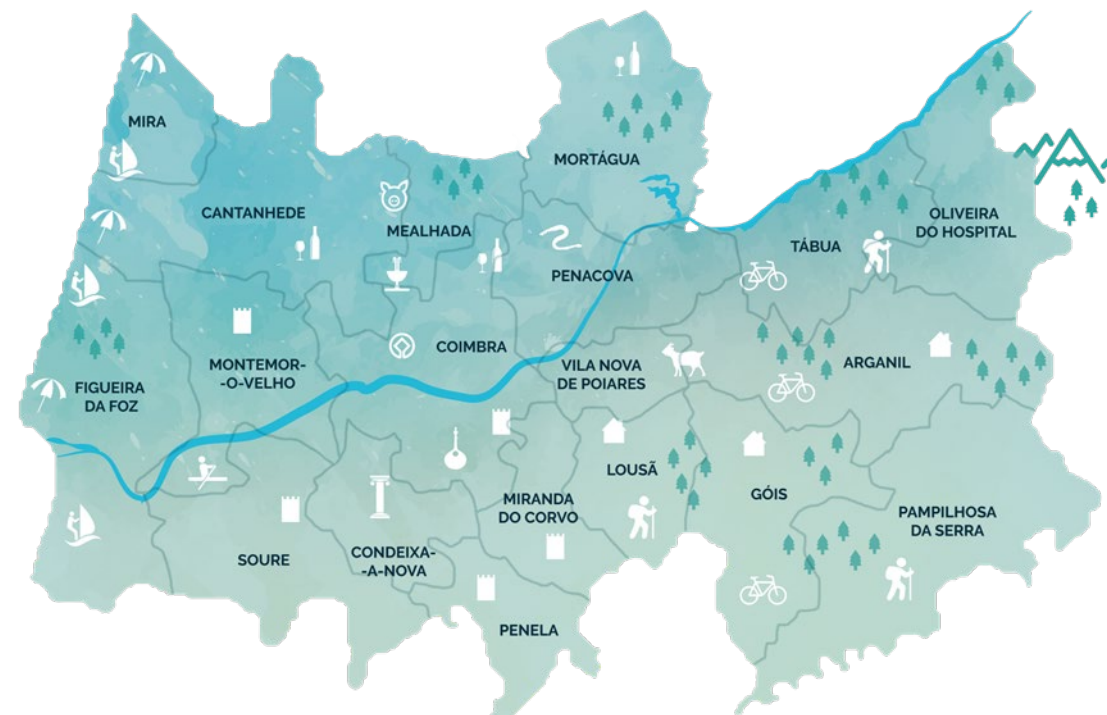 MIRA
MORTÁGUA
CANTANHEDE
MEALHADA
OLIVEIRA
DO HOSPITAL
TÁBUA
PENACOVA
COIMBRA
MONTEMOR-
-O-VELHO
VILA NOVA
DE POIARES
ARGANIL
FIGUEIRA
DA FOZ
LOUSÃ
GÓIS
MIRANDA
DO CORVO
PAMPILHOSA
DA SERRA
SOURE
CONDEIXA-
-A-NOVA
PENELA